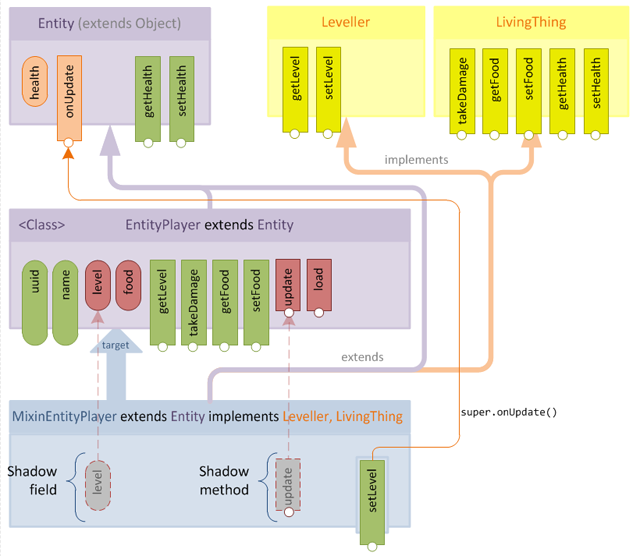 Entity (extends Object)
Leveller
LivingThing
health
onUpdate
getHealth
setHealth
getLevel
setLevel
takeDamage
getFood
setFood
getHealth
setHealth
implements
<Class>
EntityPlayer extends Entity
uuid
name
level
food
getLevel
takeDamage
getFood
setFood
update
load
target
extends
MixinEntityPlayer extends Entity implements Leveller, LivingThing
super.onUpdate()
Shadow
field
level
Shadow
method
update
setLevel